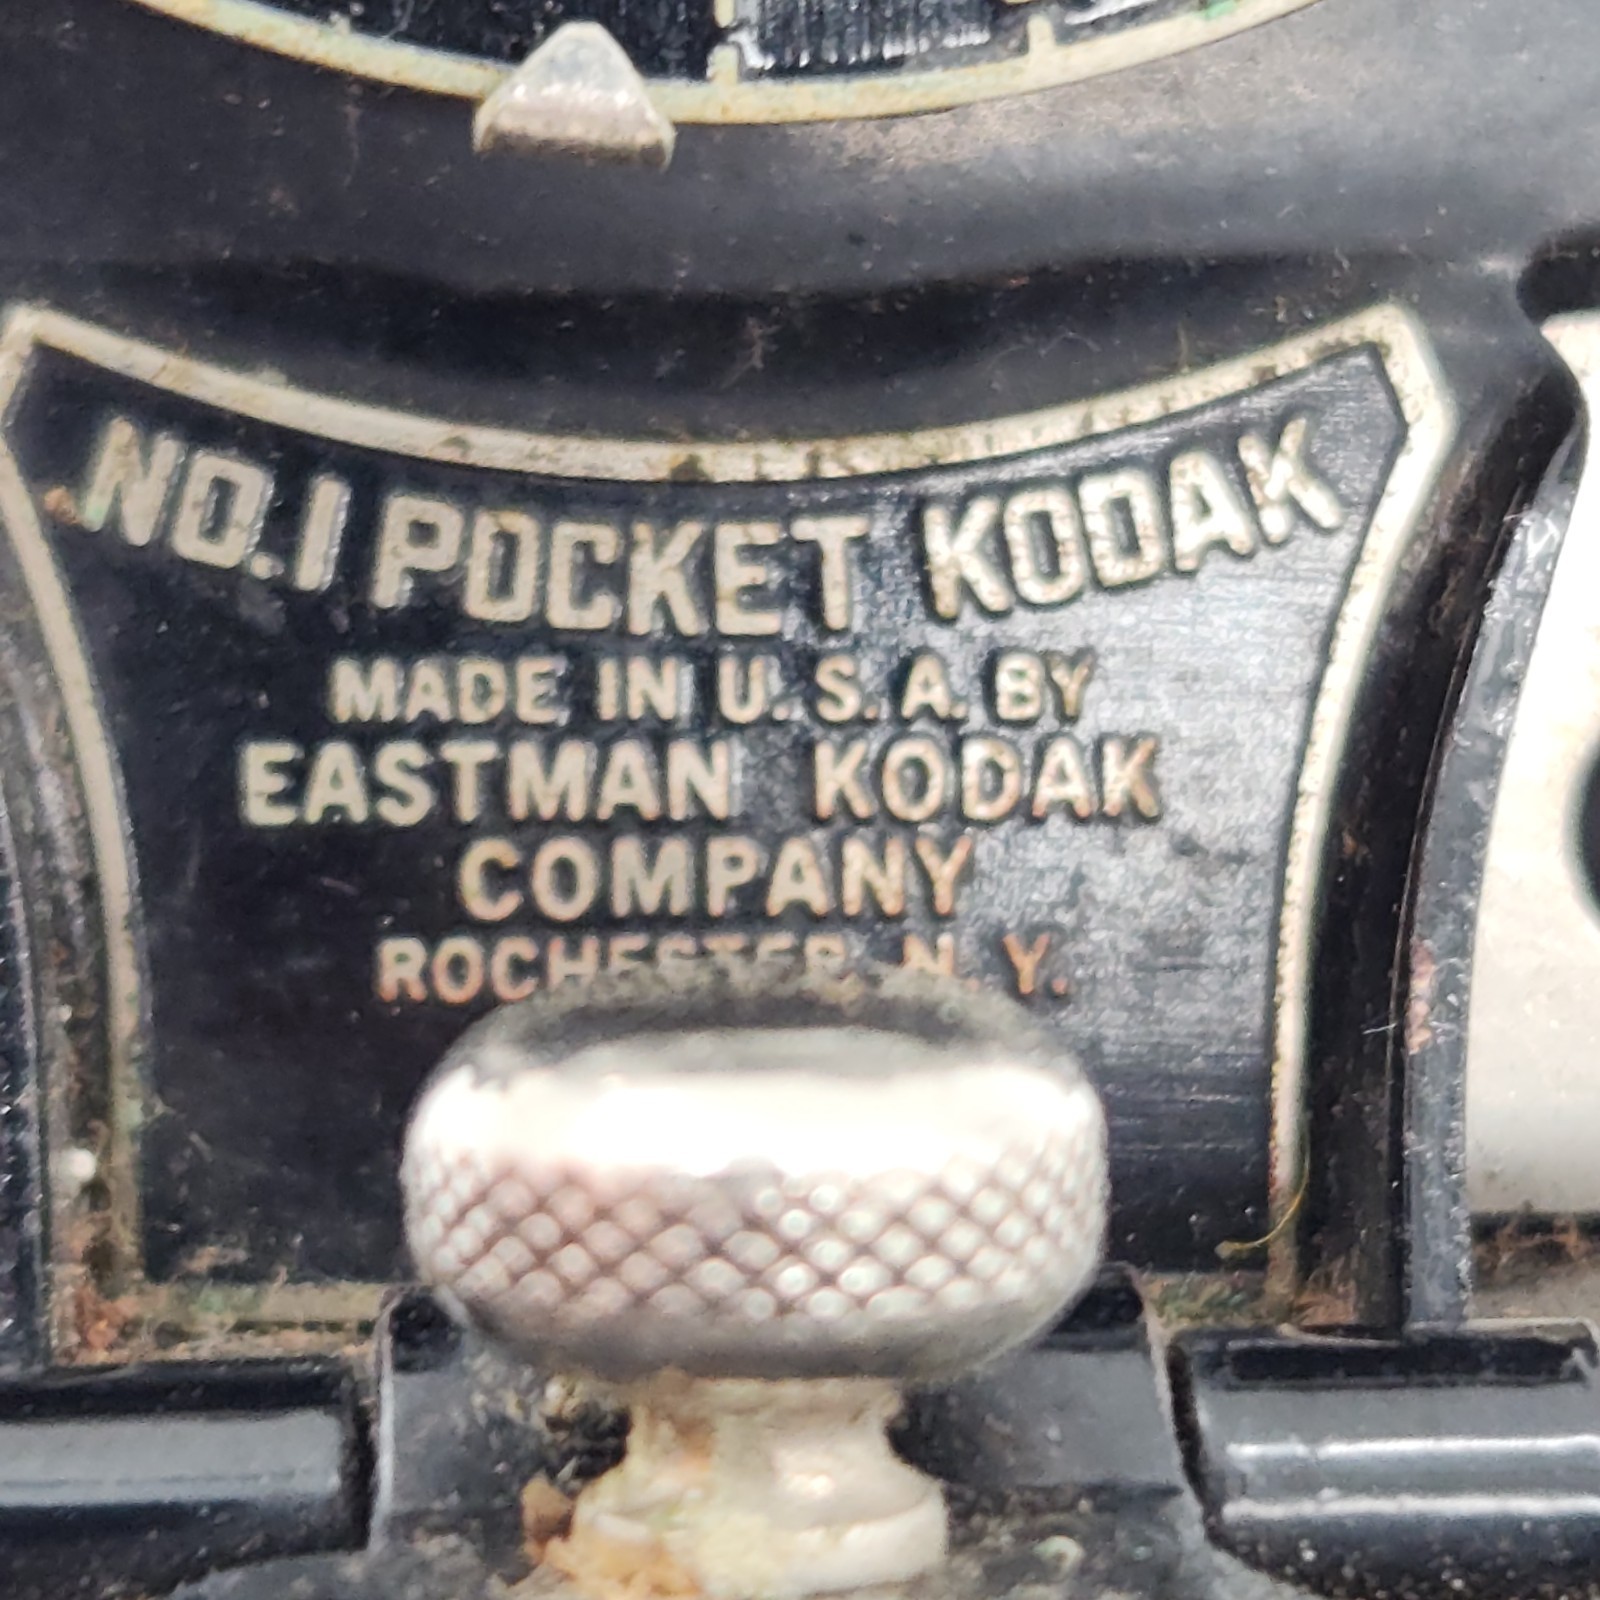 NO. 1 POCKET KODAK
MADE IN U.S.A. BY
EASTMAN KODAK
COMPANY
ROCHESTER, N.Y.